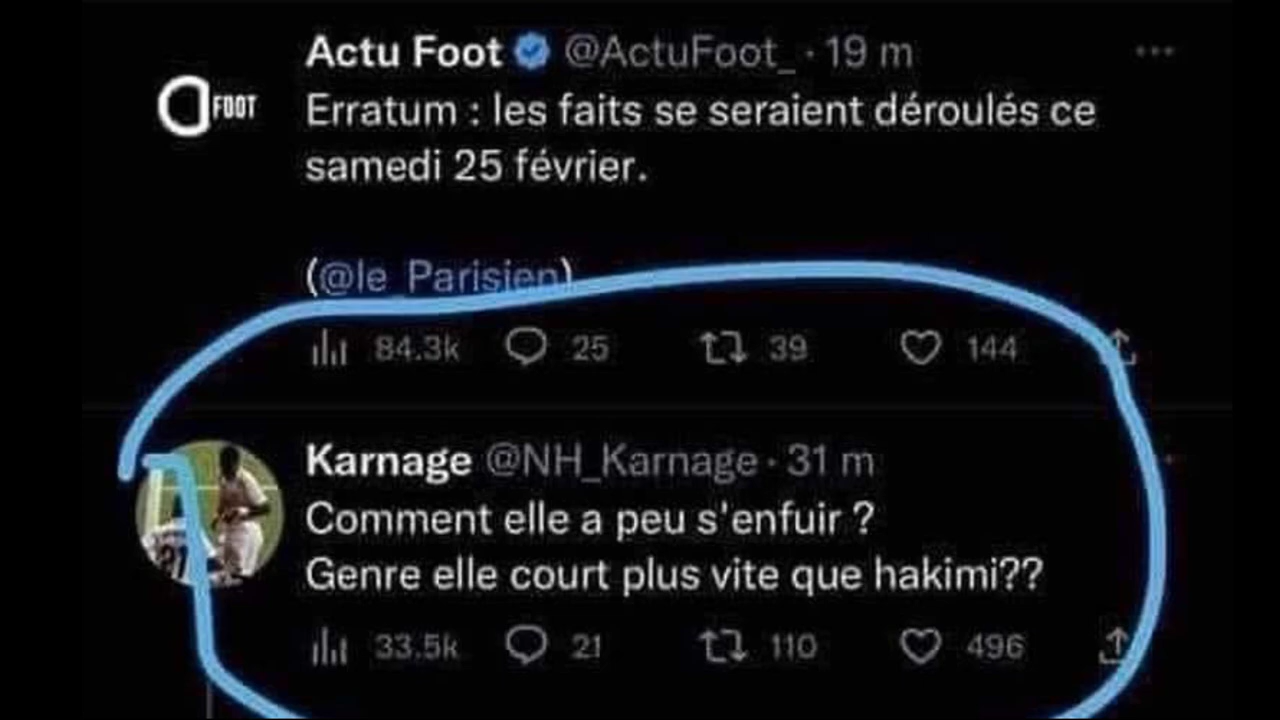 Actu Foot @ActuFoot_ · 19 m
FOOT
Erratum : les faits se seraient déroulés ce
samedi 25 février.
(@le_Parisien)
84.3k 25 39 144
Karnage @NH_Karnage · 31 m
Comment elle a peu s'enfuir ?
Genre elle court plus vite que hakimi??
33.5k 21 110 496